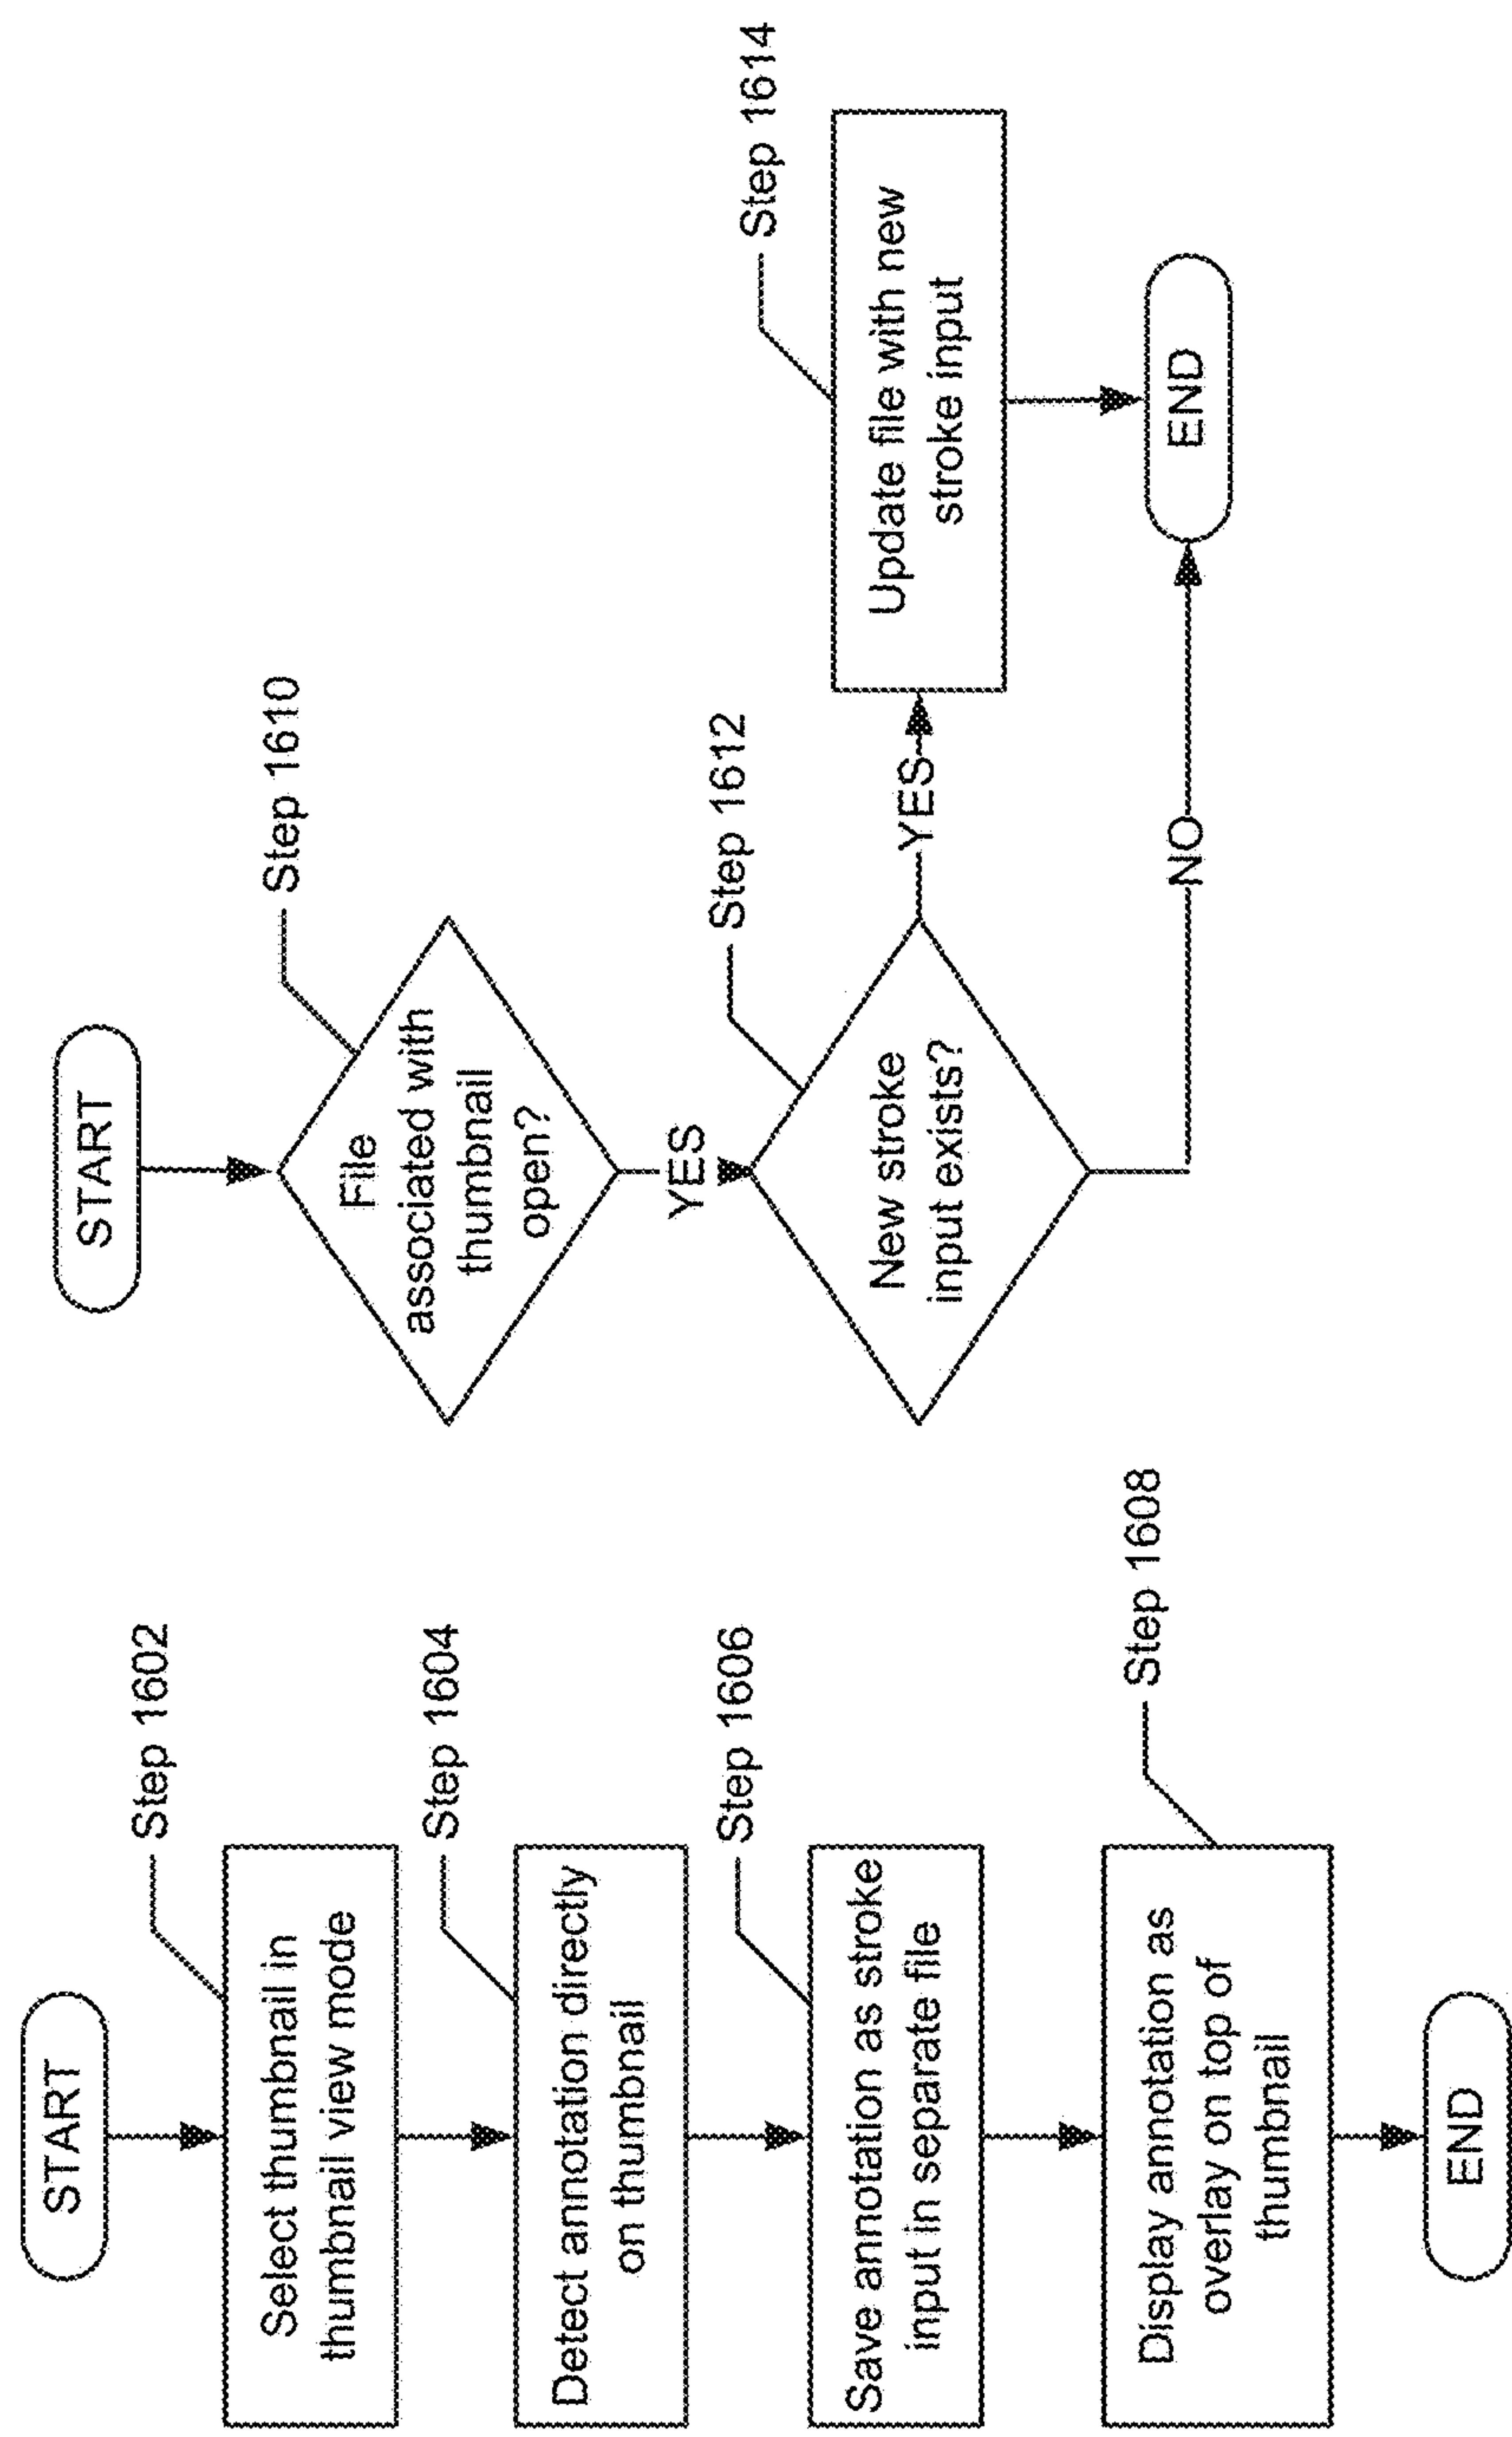 START
Step 1602
Select thumbnail in
thumbnail view mode
Step 1604
Detect annotation directly
on thumbnail
Step 1606
Save annotation as stroke
input in separate file
Step 1608
Display annotation as
overlay on top of
thumbnail
END
START
Step 1610
File
associated with
thumbnail
open?
YES
Step 1612
New stroke
input exists?
YES
Step 1614
Update file with new
stroke input
NO
END